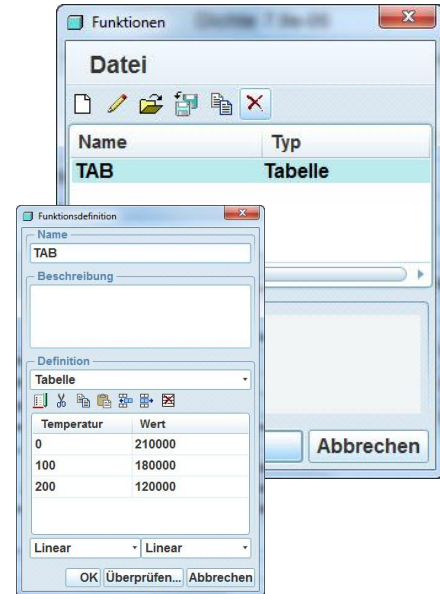 Funktionen
Datei
Name Typ
TAB Tabelle
Abbrechen
Funktionsdefinition
Name
TAB
Beschreibung
Definition
Tabelle
Temperatur Wert
0 210000
100 180000
200 120000
Linear Linear
OK Überprüfen... Abbrechen